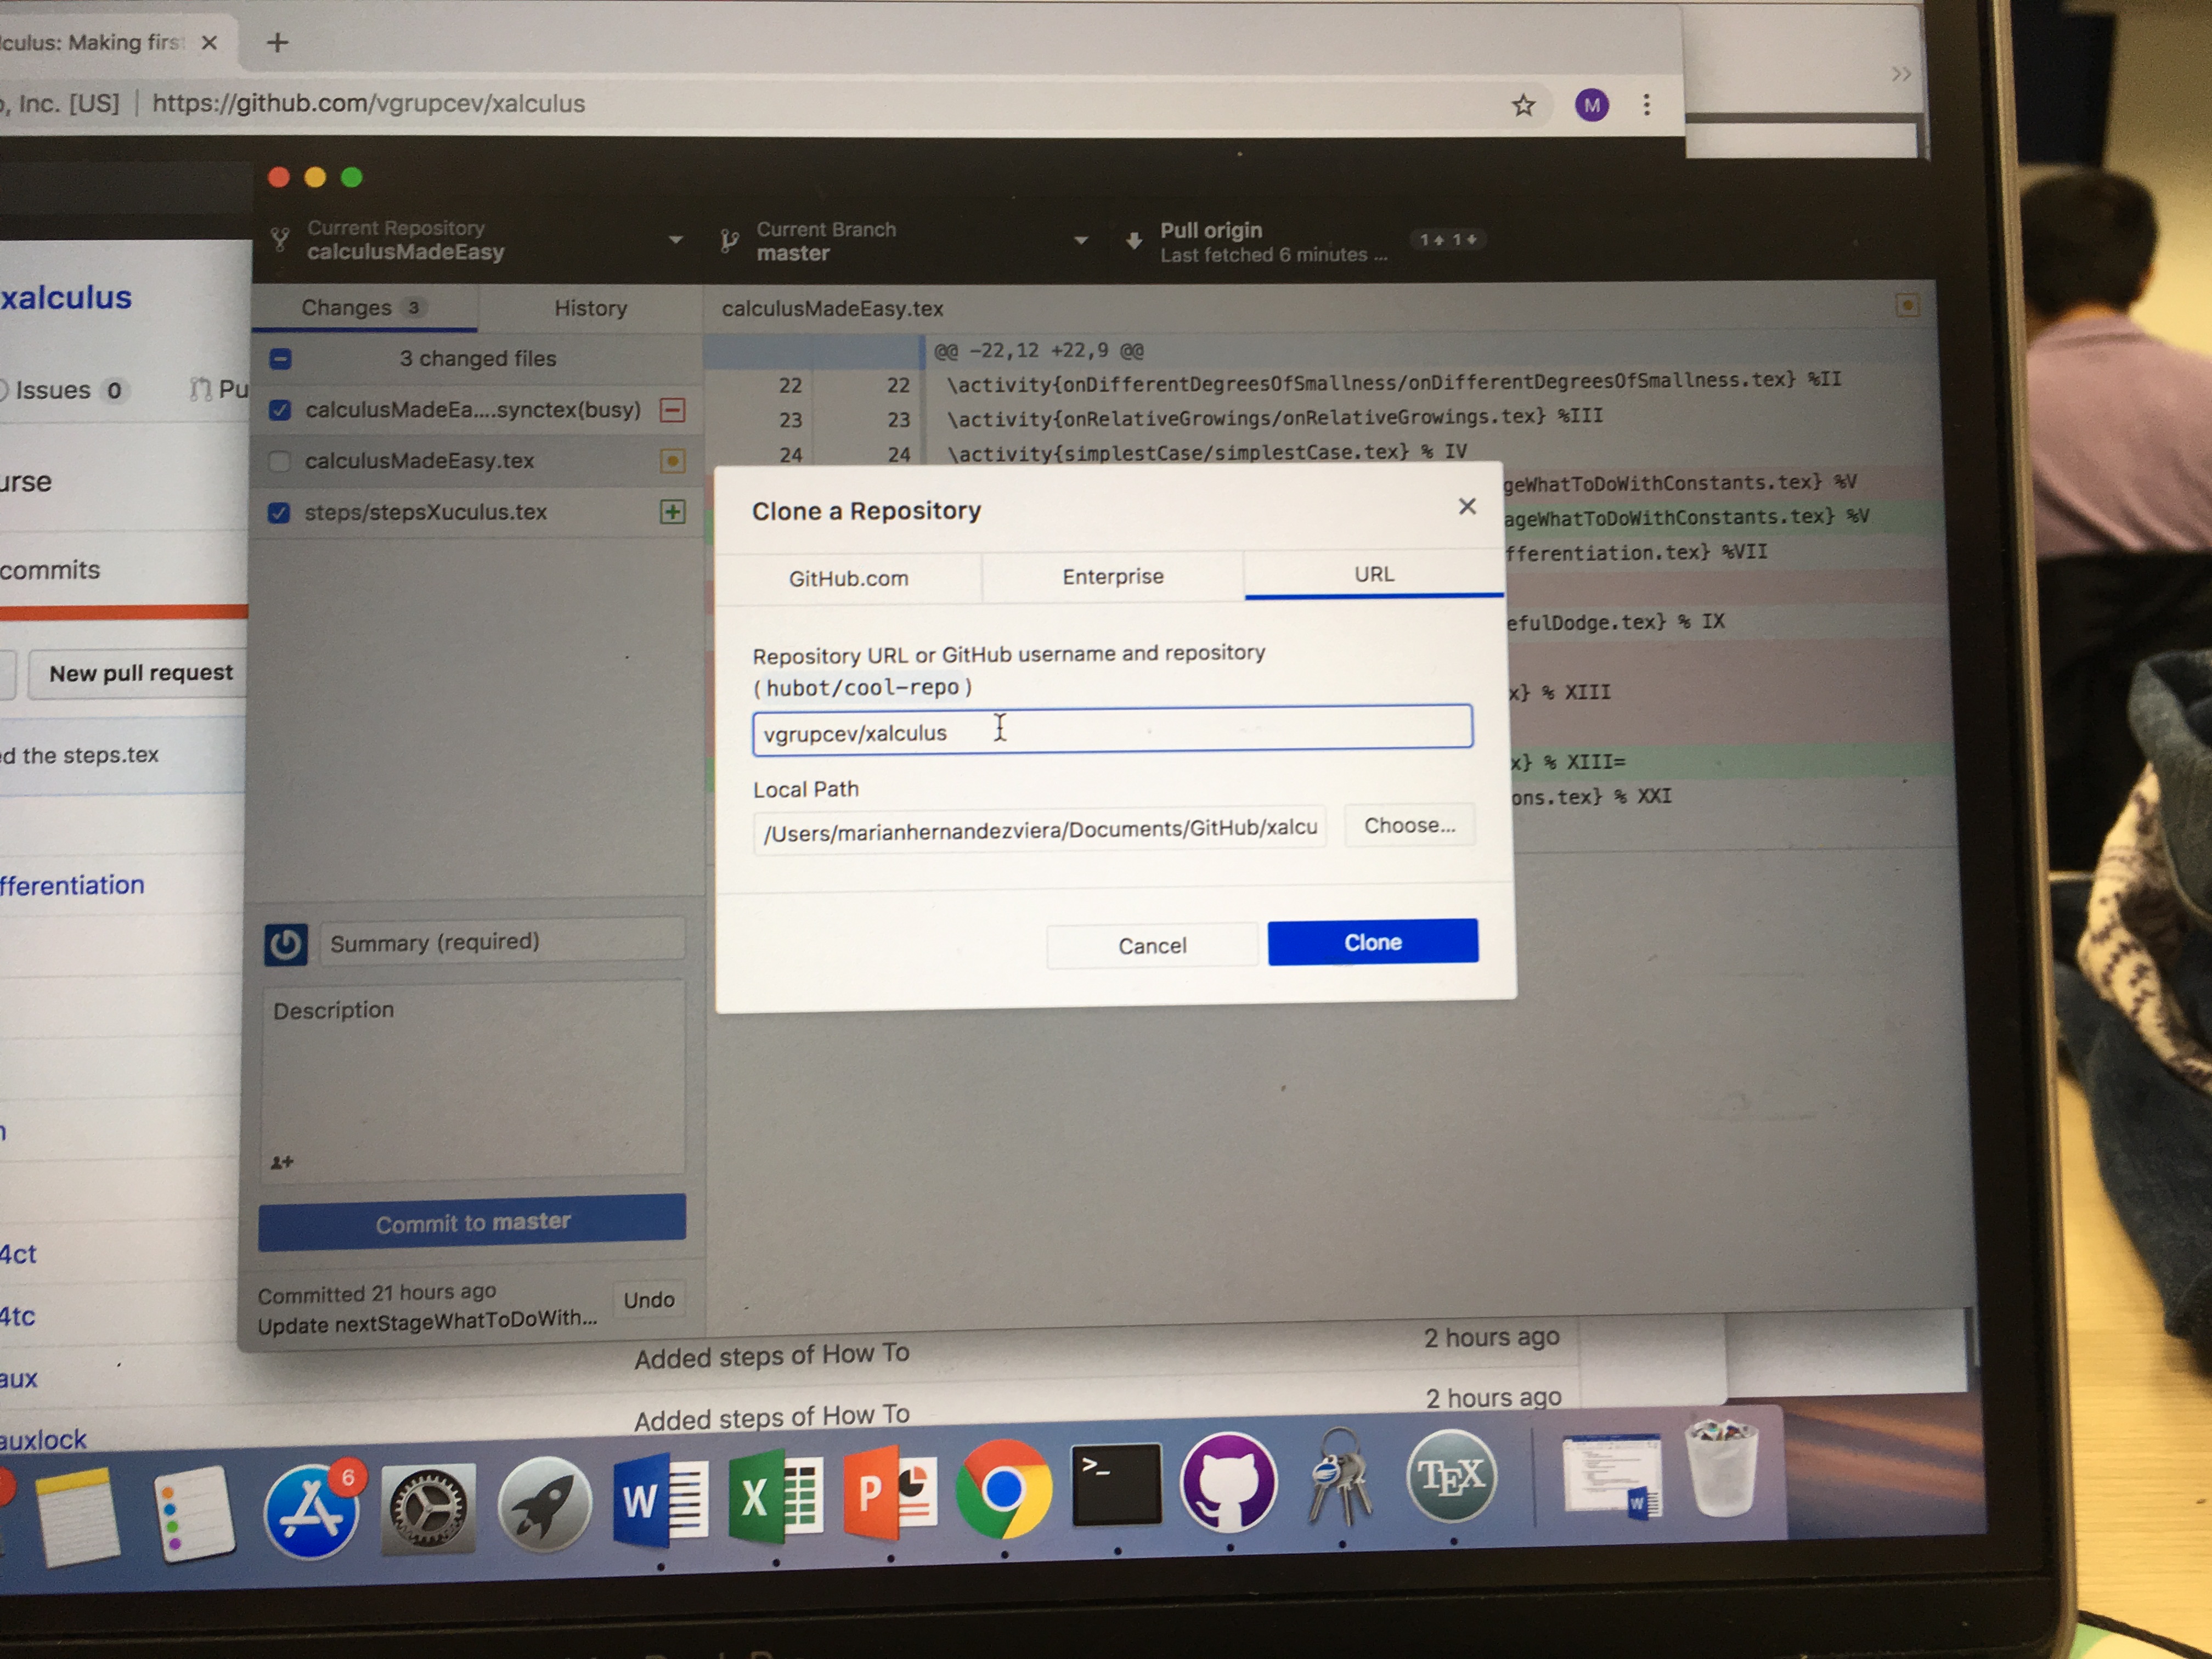 culus: Making firs
, Inc. [US] | https://github.com/vgrupcev/xalculus
M
Current Repository
calculusMadeEasy
Current Branch
master
Pull origin
Last fetched 6 minutes ...
1 1
xalculus
Issues 0
Pu
urse
commits
New pull request
d the steps.tex
fferentiation
4ct
4tc
aux
auxlock
Changes 3
History
3 changed files
calculusMadeEa....synctex(busy)
calculusMadeEasy.tex
steps/stepsXuculus.tex
calculusMadeEasy.tex
@@ -22,12 +22,9 @@
22 22 \activity{onDifferentDegreesOfSmallness/onDifferentDegreesOfSmallness.tex} %II
23 23 \activity{onRelativeGrowings/onRelativeGrowings.tex} %III
24 24 \activity{simplestCase/simplestCase.tex} % IV
geWhatToDoWithConstants.tex} %V
ageWhatToDoWithConstants.tex} %V
fferentiation.tex} %VII
efulDodge.tex} % IX
x} % XIII
x} % XIII=
ons.tex} % XXI
Clone a Repository
GitHub.com
Enterprise
URL
Repository URL or GitHub username and repository
(hubot/cool-repo)
vgrupcev/xalculus
Local Path
/Users/marianhernandezviera/Documents/GitHub/xalcu
Choose...
Cancel
Clone
Summary (required)
Description
Commit to master
Committed 21 hours ago
Update nextStageWhatToDoWith...
Undo
Added steps of How To
2 hours ago
Added steps of How To
2 hours ago
6
W
X
P
>_
TEX
W